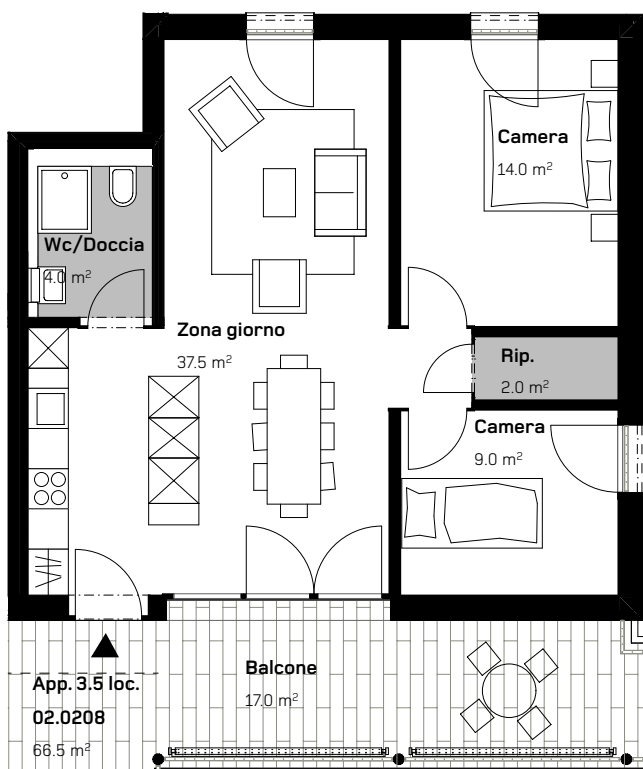 Camera
14.0 m²
Wc/Doccia
4.0 m²
Zona giorno
37.5 m²
Rip.
2.0 m²
Camera
9.0 m²
Balcone
17.0 m²
App. 3.5 loc.
02.0208
66.5 m²